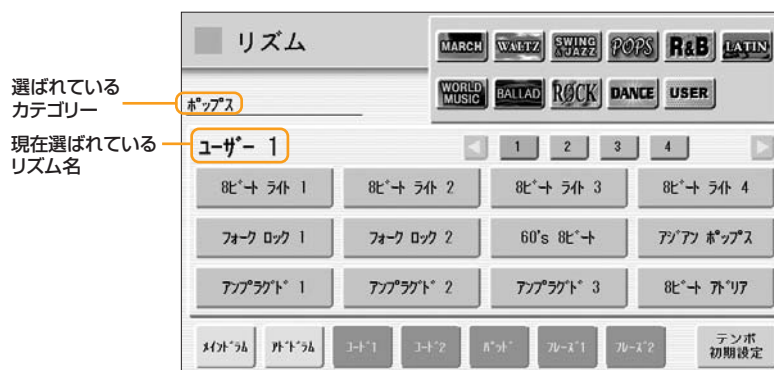 リズム
MARCH WALTZ SWING &JAZZ POPS R&B LATIN
WORLD MUSIC BALLAD ROCK DANCE USER
選ばれている
カテゴリー
ポップス
現在選ばれている
リズム名
ユーザー 1
1 2 3 4
8ビート ライト 1 8ビート ライト 2 8ビート ライト 3 8ビート ライト 4
フォーク ロック 1 フォーク ロック 2 60's 8ビート アジアン ポップス
アンプラグド 1 アンプラグド 2 アンプラグド 3 8ビート アドリア
メインドラム アドドラム コード1 コード2 パッド フレーズ1 フレーズ2 テンポ
初期設定